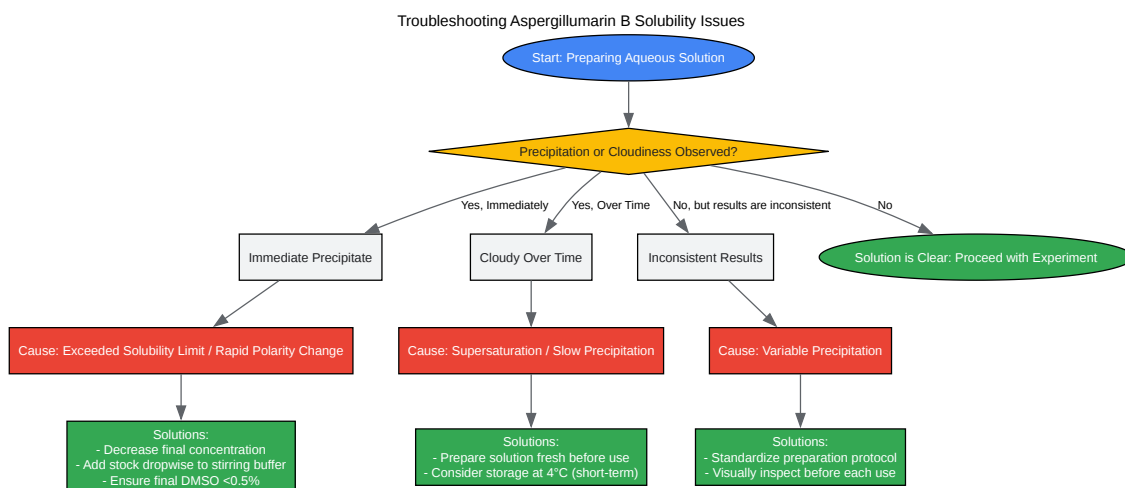 Troubleshooting Aspergillumarin B Solubility Issues
Start: Preparing Aqueous Solution
Precipitation or Cloudiness Observed?
Yes, Immediately
Yes, Over Time
No, but results are inconsistent
No
Immediate Precipitate
Cloudy Over Time
Inconsistent Results
Solution is Clear: Proceed with Experiment
Cause: Exceeded Solubility Limit / Rapid Polarity Change
Cause: Supersaturation / Slow Precipitation
Cause: Variable Precipitation
Solutions:
- Decrease final concentration
- Add stock dropwise to stirring buffer
- Ensure final DMSO <0.5%
Solutions:
- Prepare solution fresh before use
- Consider storage at 4°C (short-term)
Solutions:
- Standardize preparation protocol
- Visually inspect before each use